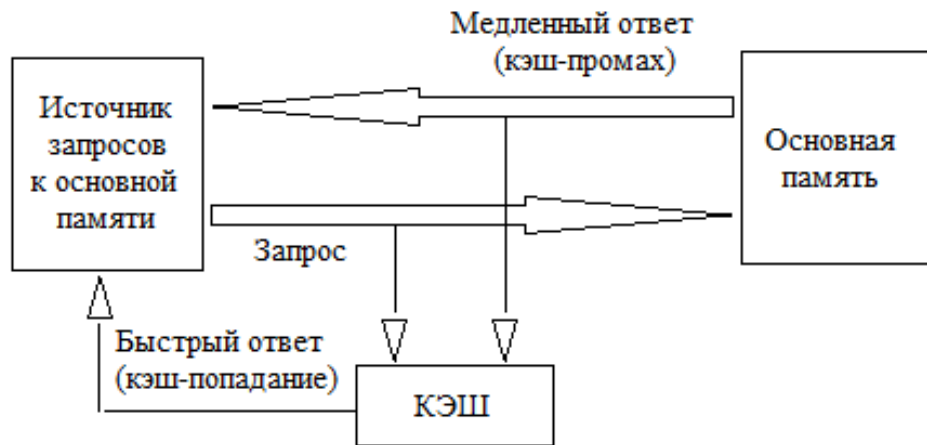 Медленный ответ
(кэш-промах)
Источник
запросов
к основной
памяти
Основная
память
Запрос
Быстрый ответ
(кэш-попадание)
КЭШ